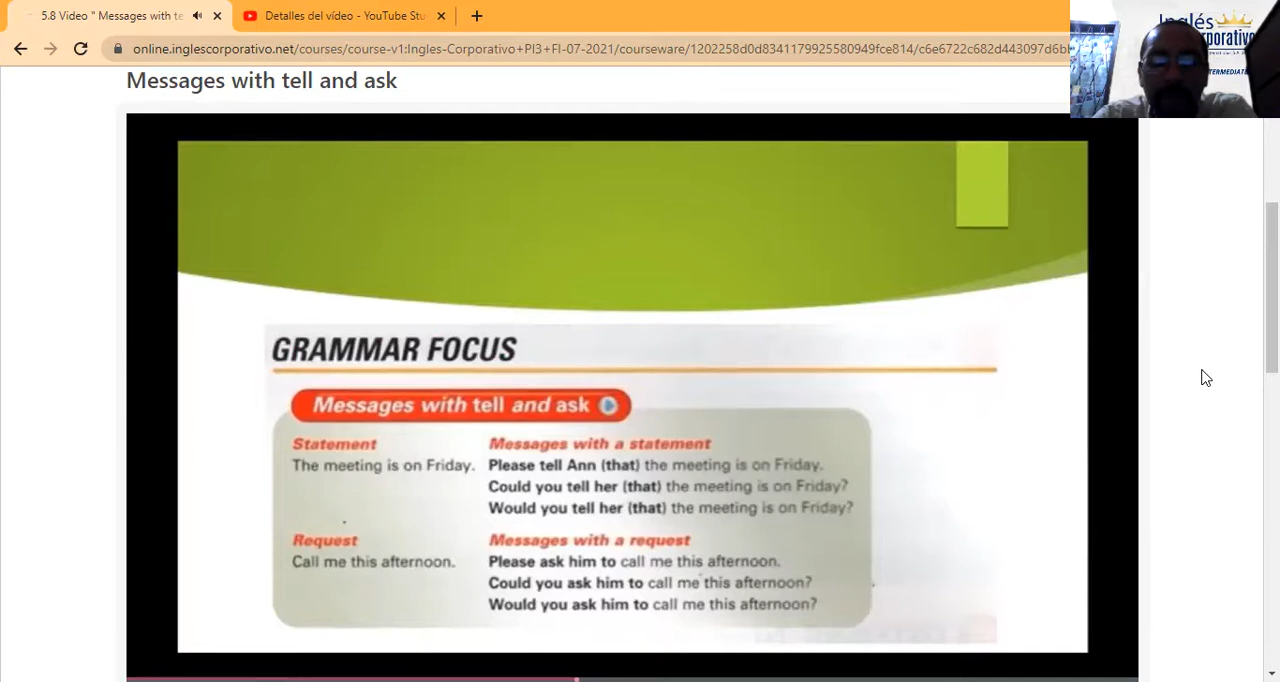 5.8 Video " Messages with te
Detalles del vídeo - YouTube Stu
online.inglescorporativo.net/courses/course-v1:Ingles-Corporativo+PI3+FI-07-2021/courseware/1202258d0d8341179925580949fce814/c6e6722c682d443097d6b
Inglés
Corporativo
Messages with tell and ask
GRAMMAR FOCUS
Messages with tell and ask
Statement
Messages with a statement
The meeting is on Friday.
Please tell Ann (that) the meeting is on Friday.
Could you tell her (that) the meeting is on Friday?
Would you tell her (that) the meeting is on Friday?
Request
Messages with a request
Call me this afternoon.
Please ask him to call me this afternoon.
Could you ask him to call me this afternoon?
Would you ask him to call me this afternoon?